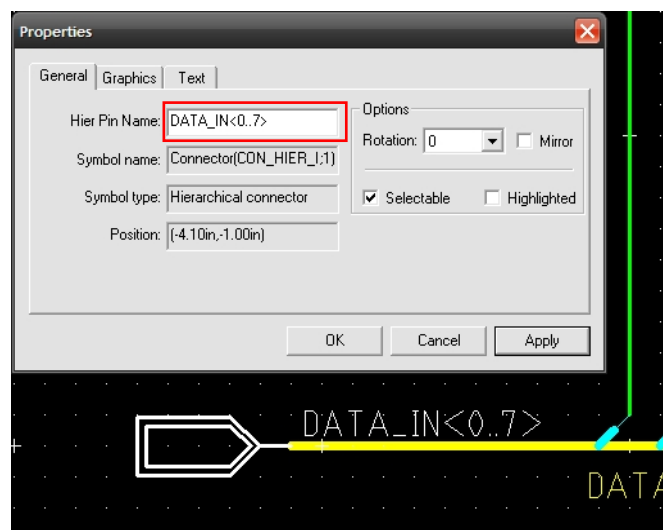 Properties
General Graphics Text
Hier Pin Name: DATA_IN<0..7>
Symbol name: Connector(CON_HIER_I;1)
Symbol type: Hierarchical connector
Position: (-4.10in,-1.00in)
Options
Rotation: 0 Mirror
Selectable Highlighted
OK Cancel Apply
DATA_IN<0..7>
DATA